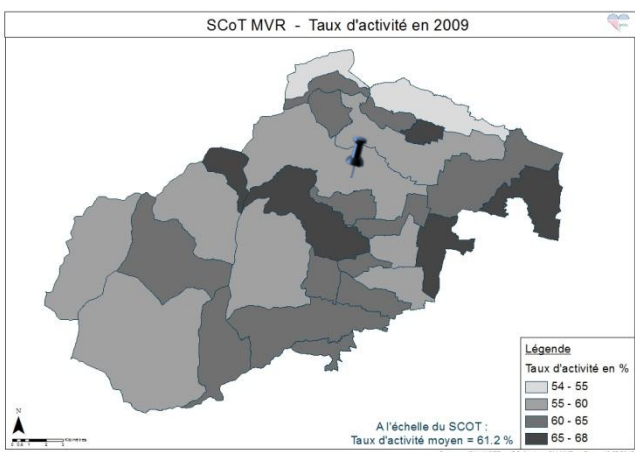 SCoT MVR - Taux d'activité en 2009
Légende
Taux d'activité en %
54 - 55
55 - 60
60 - 65
65 - 68
N
A l'échelle du SCOT :
Taux d'activité moyen = 61.2 %